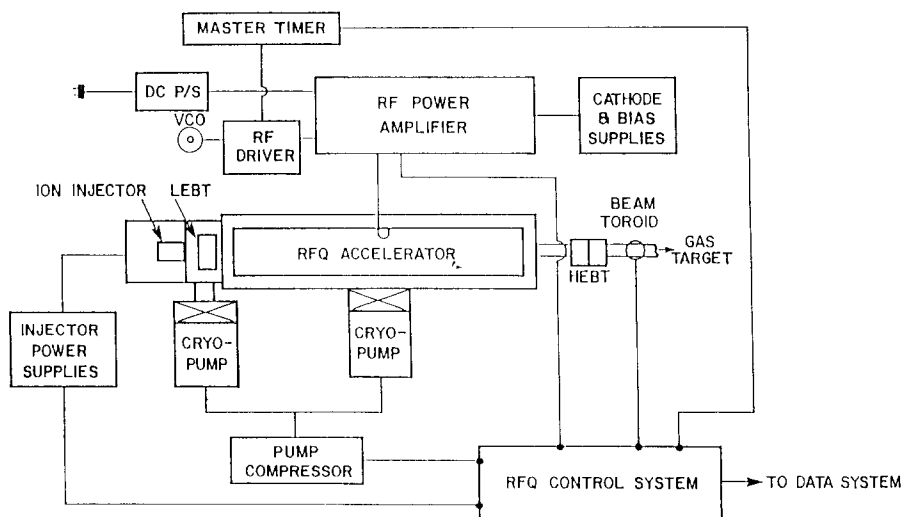 MASTER TIMER
DC P/S
RF POWER
AMPLIFIER
CATHODE
& BIAS
SUPPLIES
VCO
RF
DRIVER
ION INJECTOR
LEBT
BEAM
TOROID
RFQ ACCELERATOR
HEBT
GAS
TARGET
INJECTOR
POWER
SUPPLIES
CRYO-
PUMP
CRYO-
PUMP
PUMP
COMPRESSOR
RFQ CONTROL SYSTEM
TO DATA SYSTEM